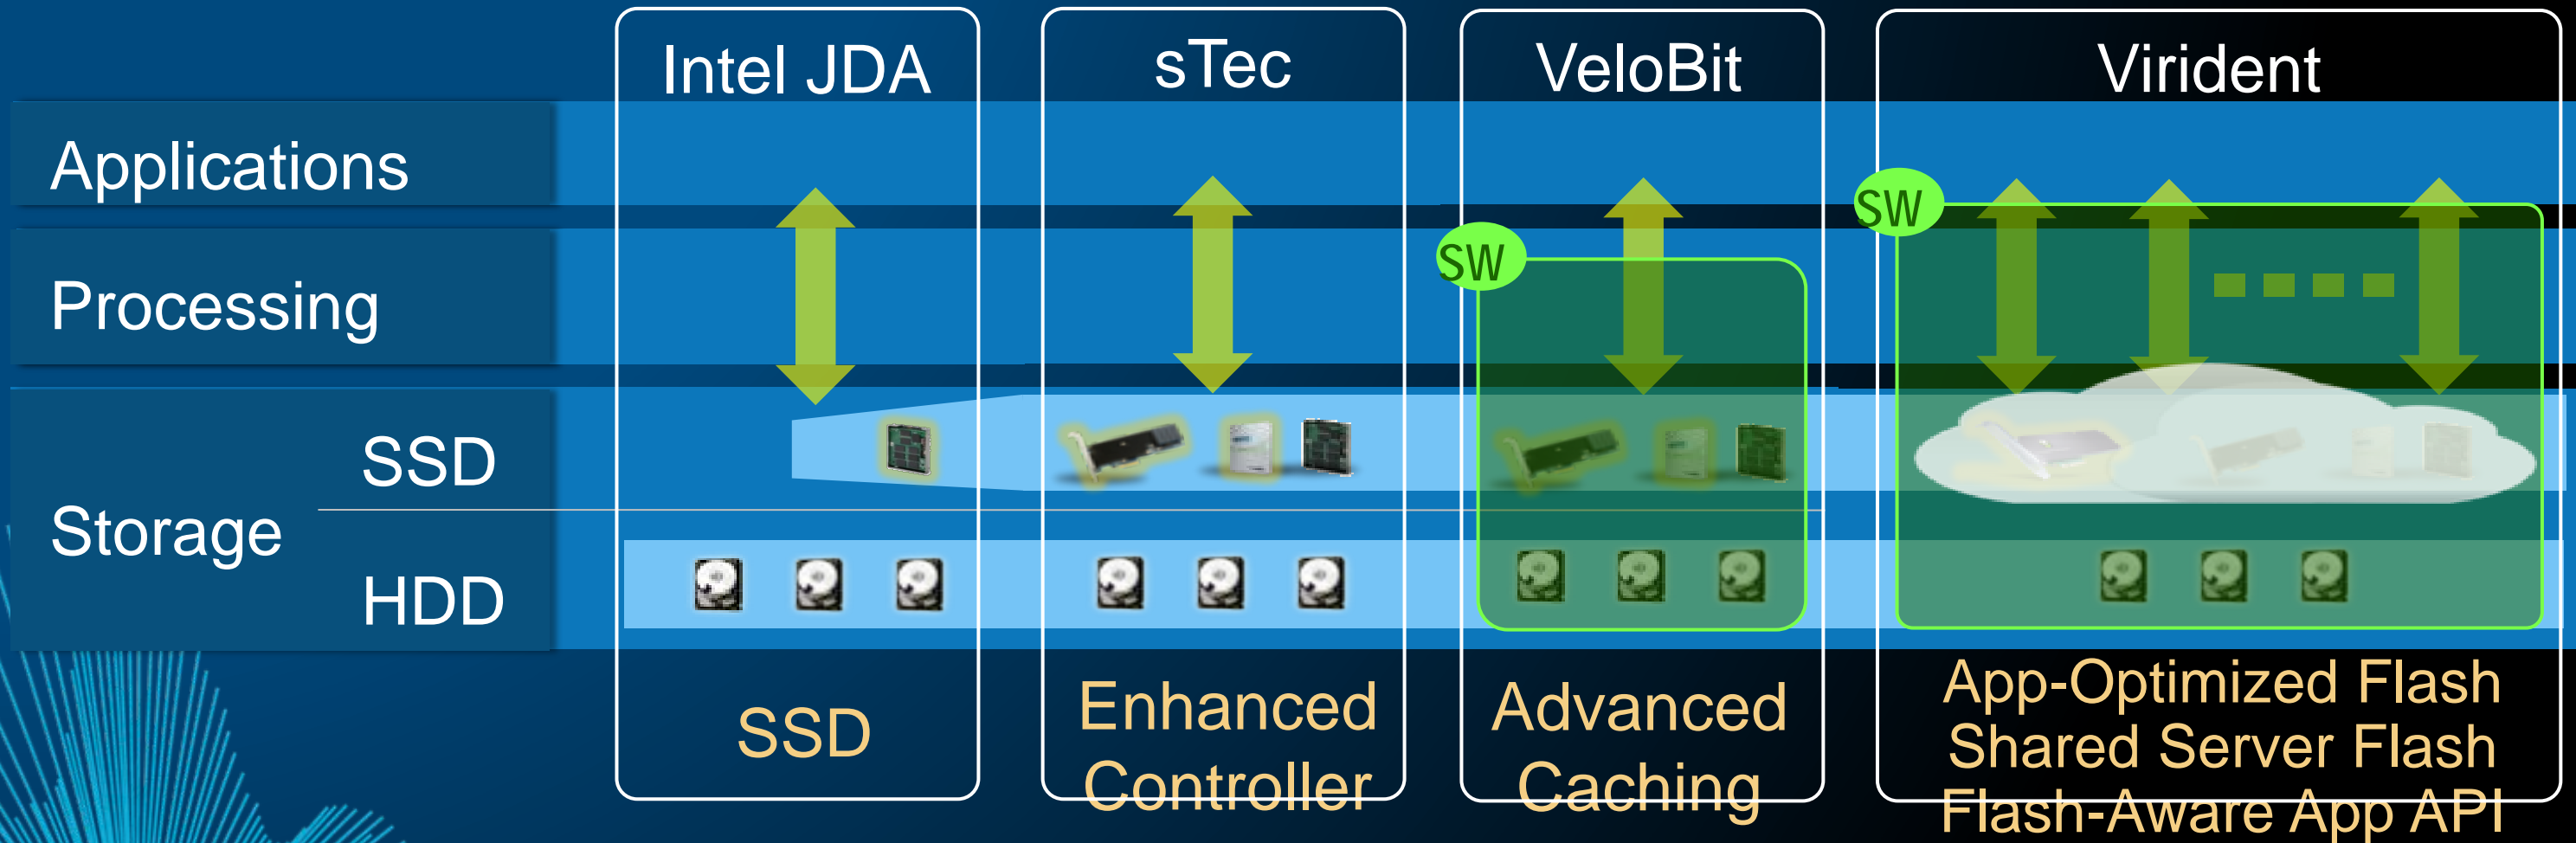 Intel JDA
sTec
VeloBit
Virident
Applications
SW
Processing
SW
Storage
SSD
HDD
SSD
Enhanced
Controller
Advanced
Caching
App-Optimized Flash
Shared Server Flash
Flash-Aware App API